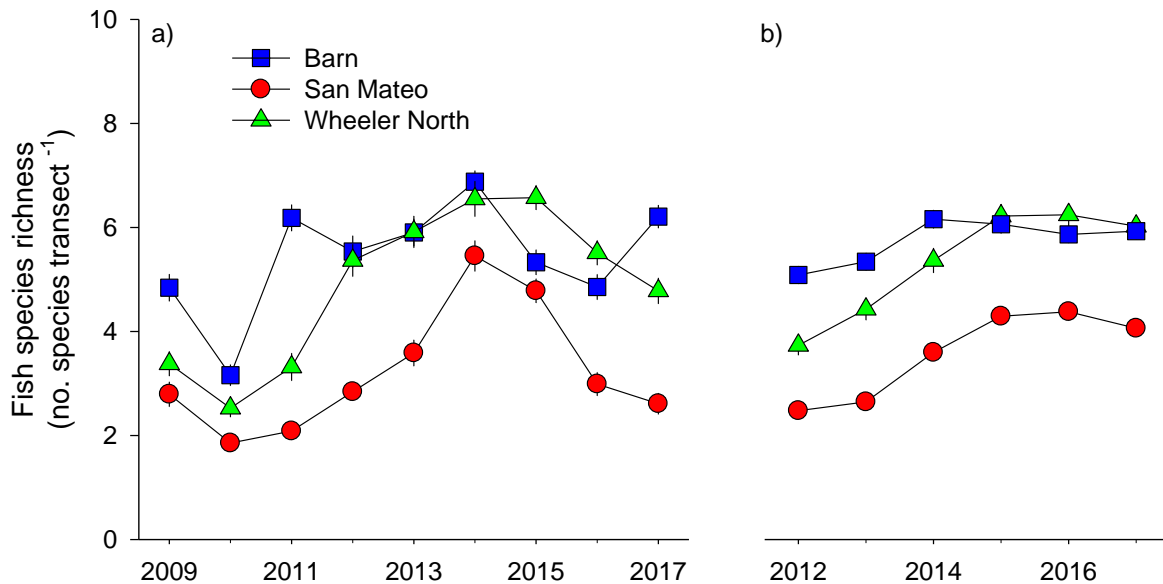 Fish species richness
(no. species transect -1)
10
8
6
4
2
0
a)
Barn
San Mateo
Wheeler North
2009 2011 2013 2015 2017
b)
2012 2014 2016